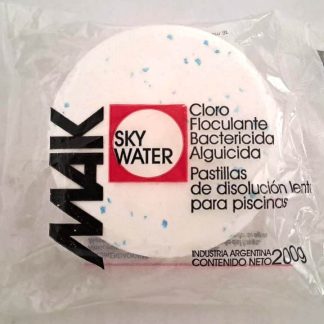 MAK
SKY
WATER
Cloro
Floculante
Bactericida
Alguicida
Pastillas
de disolución lenta
para piscinas
INDUSTRIA ARGENTINA
CONTENIDO NETO 200g